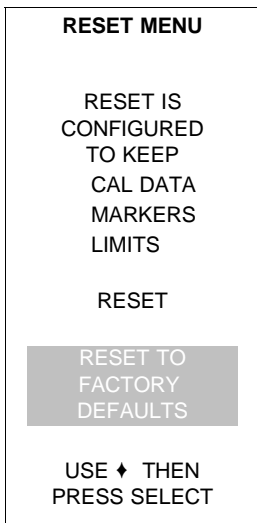 RESET MENU
RESET IS
CONFIGURED
TO KEEP
CAL DATA
MARKERS
LIMITS
RESET
RESET TO
FACTORY
DEFAULTS
USE ♦ THEN
PRESS SELECT